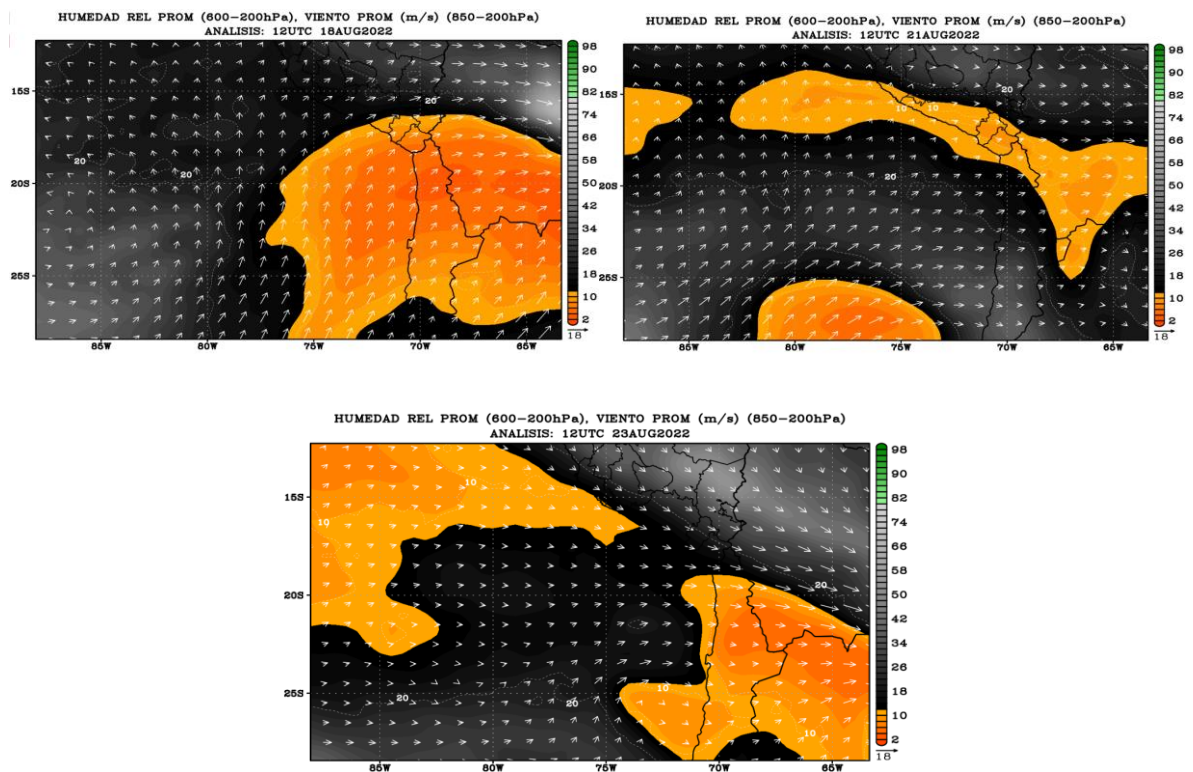 HUMEDAD REL PROM (600−200hPa), VIENTO PROM (m/s) (850−200hPa)
ANALISIS: 12UTC 18AUG2022
15S
20S
25S
85W
80W
75W
70W
65W
20
20
20
98
90
82
74
66
58
50
42
34
26
18
10
2
18
HUMEDAD REL PROM (600−200hPa), VIENTO PROM (m/s) (850−200hPa)
ANALISIS: 12UTC 21AUG2022
15S
20S
25S
85W
80W
75W
70W
65W
20
10
10
20
98
90
82
74
66
58
50
42
34
26
18
10
2
18
HUMEDAD REL PROM (600−200hPa), VIENTO PROM (m/s) (850−200hPa)
ANALISIS: 12UTC 23AUG2022
15S
20S
25S
85W
80W
75W
70W
65W
10
10
20
20
20
10
10
98
90
82
74
66
58
50
42
34
26
18
10
2
18